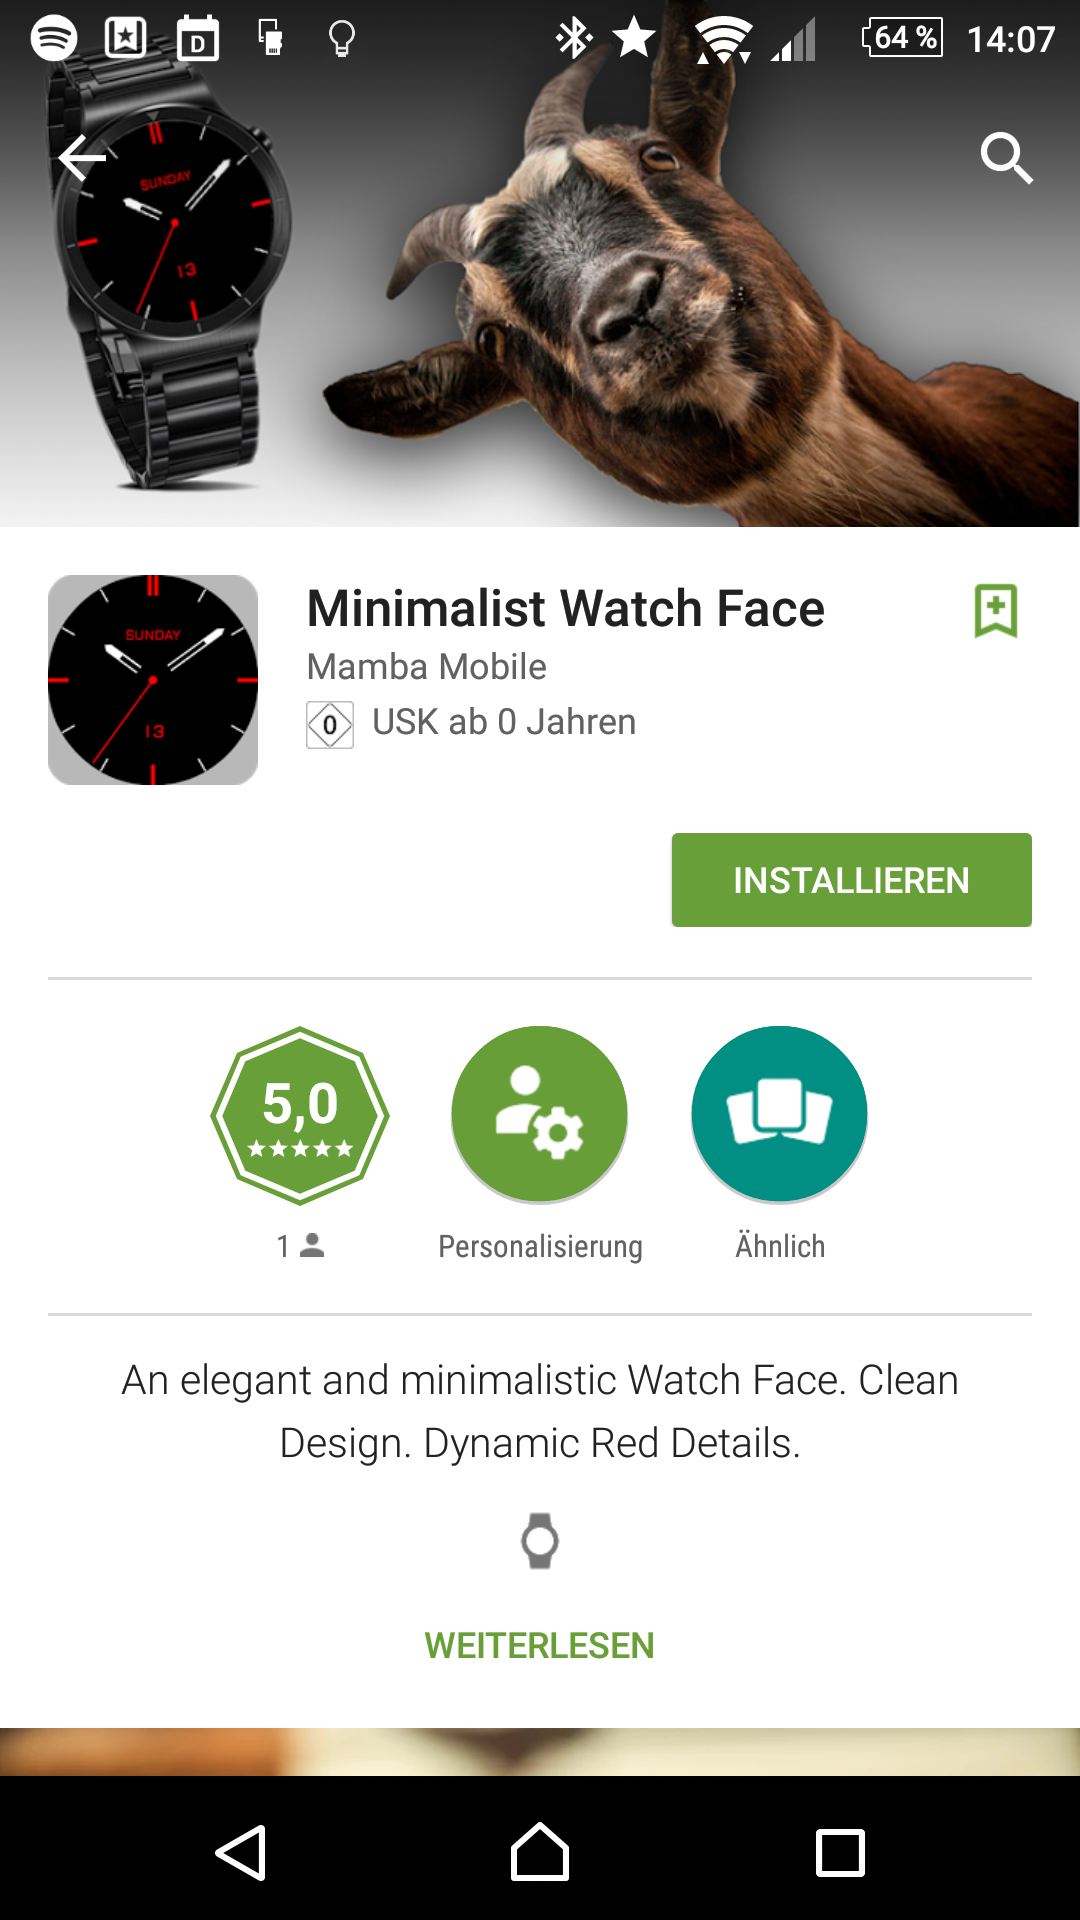 D
64 %
14:07
SUNDAY
13
Minimalist Watch Face
Mamba Mobile
0
USK ab 0 Jahren
SUNDAY
13
INSTALLIEREN
5,0
1
Personalisierung
Ähnlich
An elegant and minimalistic Watch Face. Clean
Design. Dynamic Red Details.
WEITERLESEN